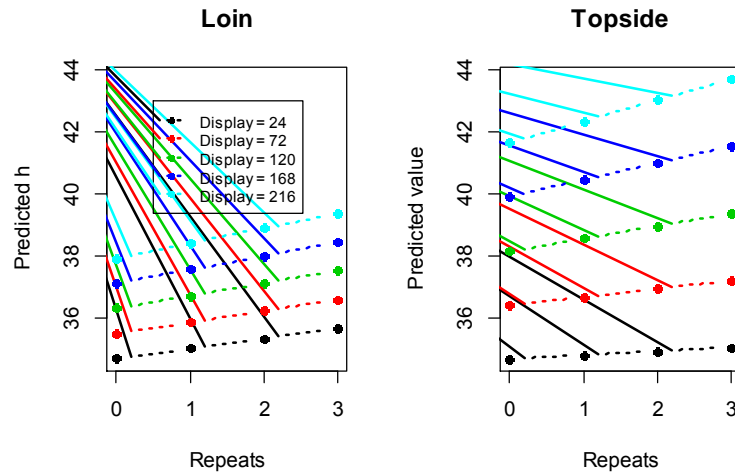 Loin
Predicted h
44
42
40
38
36
Display = 24
Display = 72
Display = 120
Display = 168
Display = 216
0 1 2 3
Repeats
Topside
Predicted value
44
42
40
38
36
0 1 2 3
Repeats